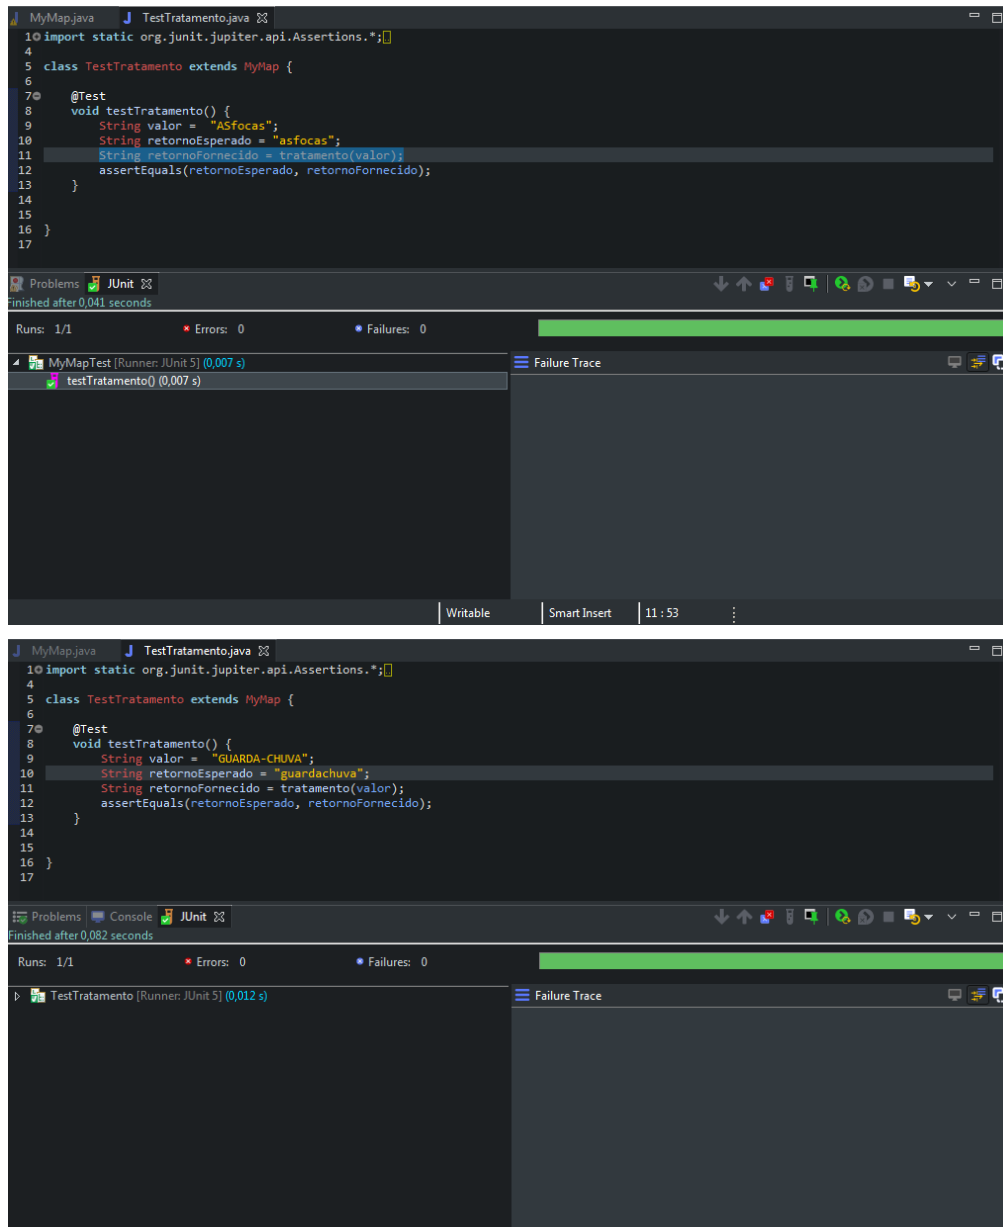 MyMap.java TestTratamento.java
1 import static org.junit.jupiter.api.Assertions.*;
4
5 class TestTratamento extends MyMap {
6
7 @Test
8 void testTratamento() {
9 String valor = "ASfocas";
10 String retornoEsperado = "asfocas";
11 String retornoFornecido = tratamento(valor);
12 assertEquals(retornoEsperado, retornoFornecido);
13 }
14
15
16 }
17
Problems JUnit
Finished after 0,041 seconds
Runs: 1/1 Errors: 0 Failures: 0
MyMapTest [Runner: JUnit 5] (0,007 s) Failure Trace
testTratamento() (0,007 s)
Writable Smart Insert 11 : 53
MyMap.java TestTratamento.java
1 import static org.junit.jupiter.api.Assertions.*;
4
5 class TestTratamento extends MyMap {
6
7 @Test
8 void testTratamento() {
9 String valor = "GUARDA-CHUVA";
10 String retornoEsperado = "guardachuva";
11 String retornoFornecido = tratamento(valor);
12 assertEquals(retornoEsperado, retornoFornecido);
13 }
14
15
16 }
17
Problems Console JUnit
Finished after 0,082 seconds
Runs: 1/1 Errors: 0 Failures: 0
TestTratamento [Runner: JUnit 5] (0,012 s) Failure Trace